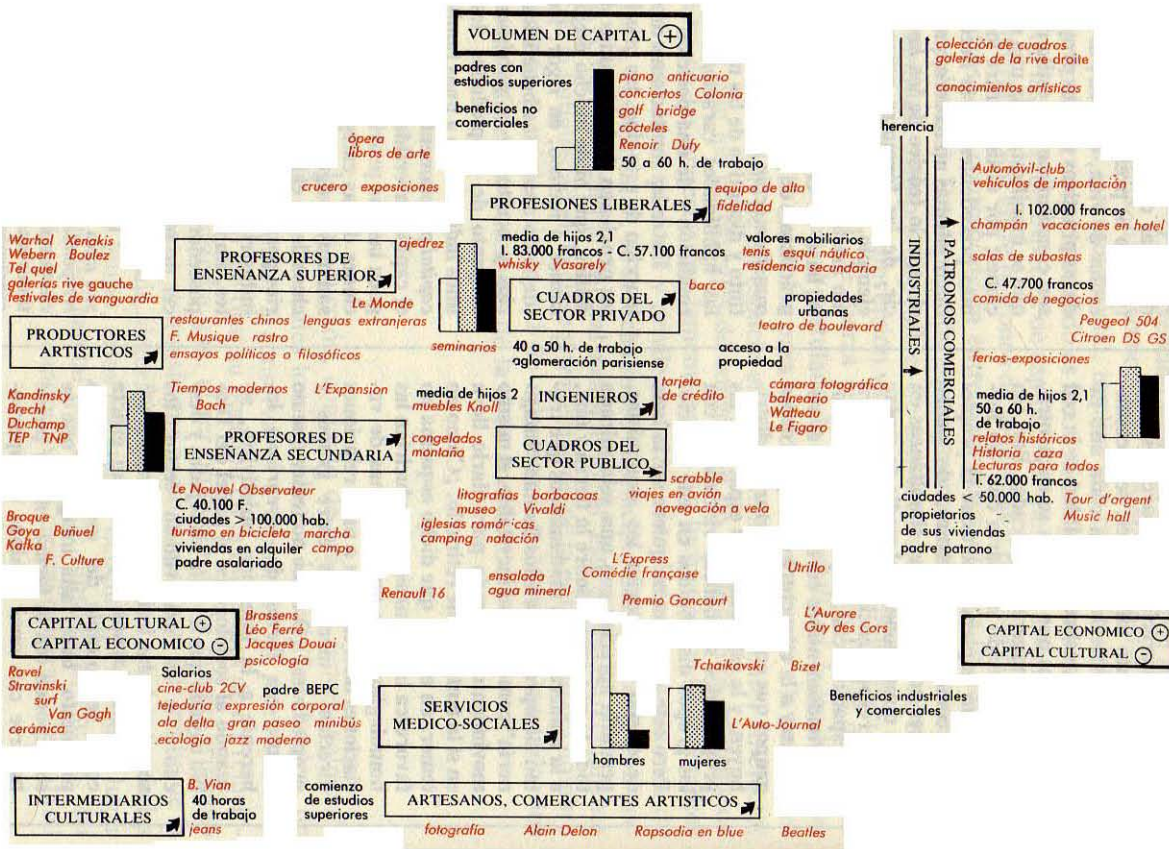 VOLUMEN DE CAPITAL +
padres con
estudios superiores
beneficios no
comerciales
piano anticuario
conciertos Colonia
golf bridge
cócteles
Renoir Dufy
50 a 60 h. de trabajo
colección de cuadros
galerías de la rive droite
conocimientos artísticos
herencia
ópera
libros de arte
crucero exposiciones
PROFESIONES LIBERALES
equipo de alta
fidelidad
Automóvil-club
vehículos de importación
I. 102.000 francos
champán vacaciones en hotel
salas de subastas
C. 47.700 francos
comida de negocios
INDUSTRIALES
PATRONOS COMERCIALES
Warhol Xenakis
Webern Boulez
Tel quel
galerías rive gauche
festivales de vanguardia
PROFESORES DE
ENSEÑANZA SUPERIOR
ajedrez
media de hijos 2,1
I. 83.000 francos - C. 57.100 francos
whisky Vasarely
valores mobiliarios
tenis esquí náutico
residencia secundaria
Le Monde
CUADROS DEL
SECTOR PRIVADO
barco
propiedades
urbanas
teatro de boulevard
PRODUCTORES
ARTISTICOS
restaurantes chinos lenguas extranjeras
F. Musique rastro
ensayos políticos o filosóficos
seminarios
40 a 50 h. de trabajo
aglomeración parisiense
acceso a la
propiedad
Peugeot 504
Citroen DS GS
ferias-exposiciones
Kandinsky
Brecht
Duchamp
TEP TNP
Tiempos modernos L'Expansion
Bach
media de hijos 2
muebles Knoll
INGENIEROS
tarjeta
de crédito
cámara fotográfica
balneario
Watteau
Le Figaro
media de hijos 2,1
50 a 60 h.
de trabajo
relatos históricos
Historia caza
Lecturas para todos
I. 62.000 francos
PROFESORES DE
ENSEÑANZA SECUNDARIA
congelados
montaña
CUADROS DEL
SECTOR PUBLICO
scrabble
viajes en avión
navegación a vela
ciudades < 50.000 hab.
propietarios
de sus viviendas
padre patrono
Tour d'argent
Music hall
Le Nouvel Observateur
C. 40.100 F.
ciudades > 100.000 hab.
turismo en bicicleta marcha
viviendas en alquiler campo
padre asalariado
litografías barbacoas
museo Vivaldi
iglesias románicas
camping natación
Broque
Goya Buñuel
Kafka
F. Culture
L'Express
Comédie française
Premio Goncourt
ensalada
agua mineral
Renault 16
Utrillo
L'Aurore
Guy des Cors
CAPITAL CULTURAL +
CAPITAL ECONOMICO −
Brassens
Léo Ferré
Jacques Douai
psicología
CAPITAL ECONOMICO +
CAPITAL CULTURAL −
Ravel
Stravinski
surf
Van Gogh
cerámica
Salarios
cine-club 2CV padre BEPC
tejeduría expresión corporal
ala delta gran paseo minibús
ecología jazz moderno
SERVICIOS
MEDICO-SOCIALES
hombres
mujeres
Tchaikovski Bizet
L'Auto-Journal
Beneficios industriales
y comerciales
INTERMEDIARIOS
CULTURALES
B. Vian
40 horas
de trabajo
jeans
comienzo
de estudios
superiores
ARTESANOS, COMERCIANTES ARTISTICOS
fotografía Alain Delon Rapsodia en blue Beatles